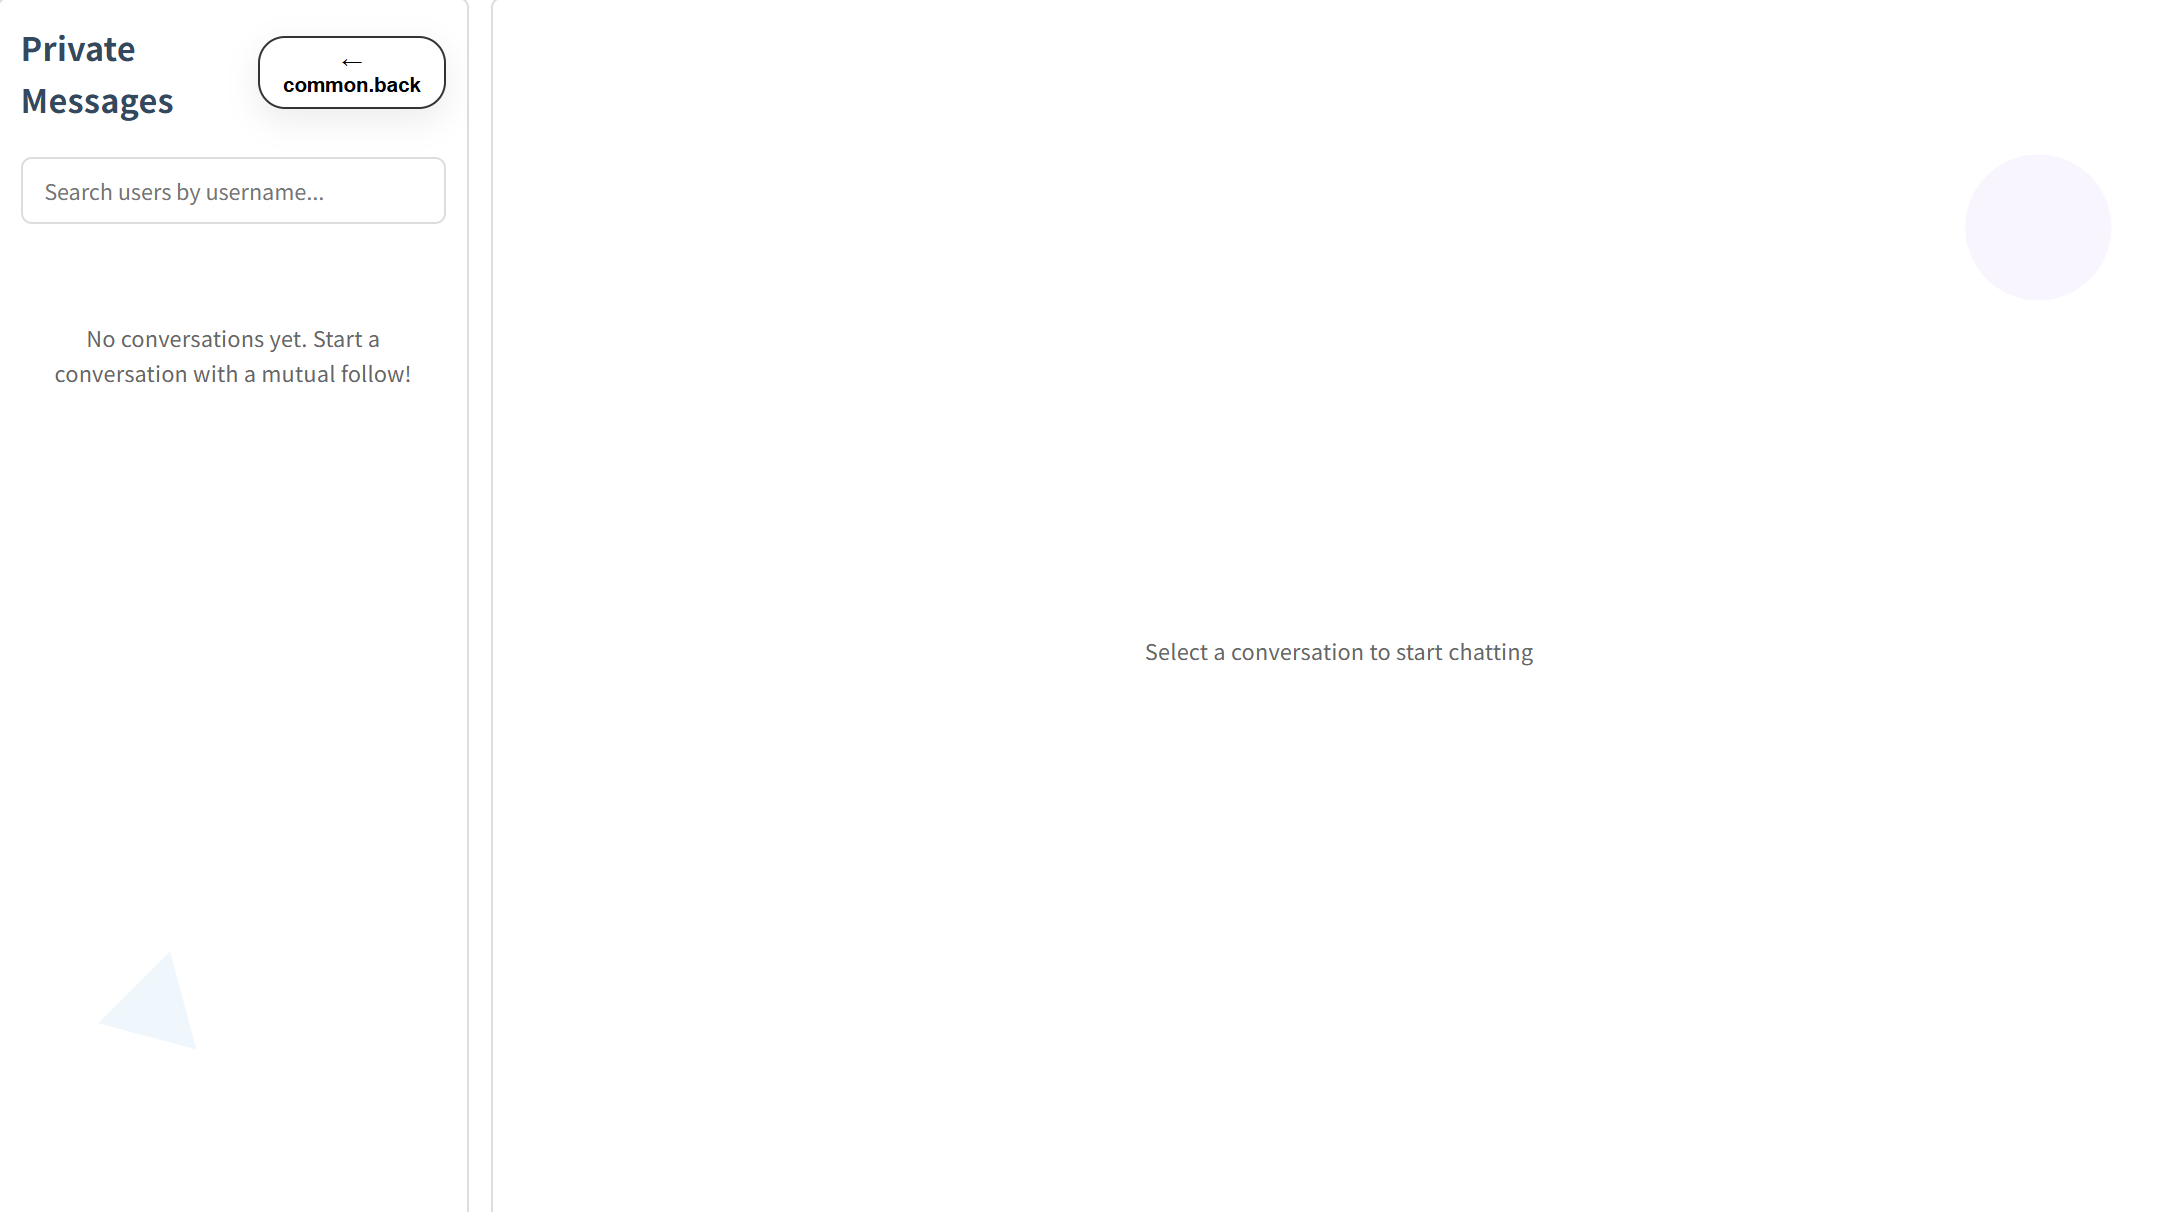 Private
Messages
←
common.back
Search users by username...
No conversations yet. Start a
conversation with a mutual follow!
Select a conversation to start chatting